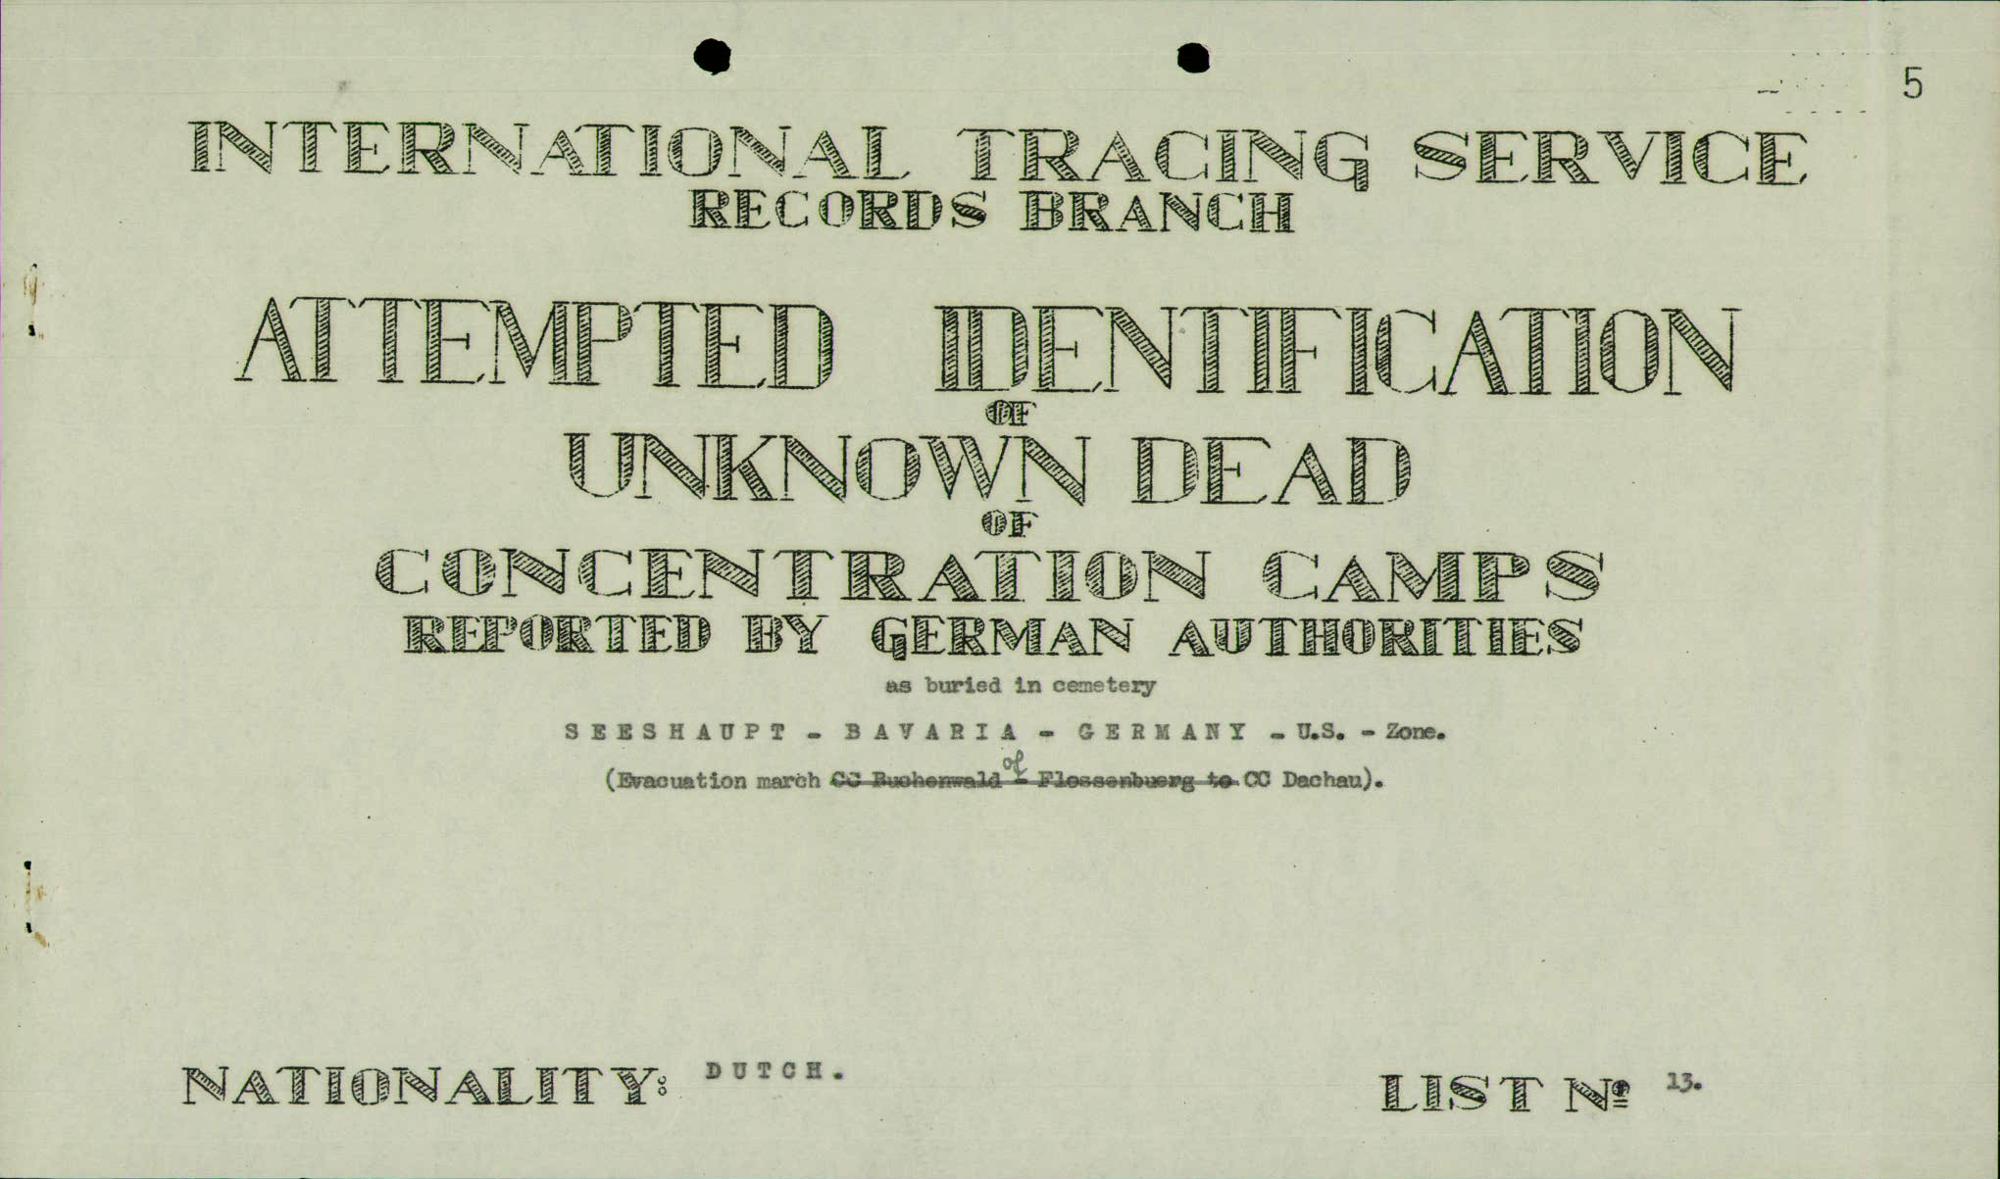 5
INTERNATIONAL TRACING SERVICE
RECORDS BRANCH
ATTEMPTED IDENTIFICATION
OF
UNKNOWN DEAD
OF
CONCENTRATION CAMPS
REPORTED BY GERMAN AUTHORITIES
as buried in cemetery
SEESHAUPT - BAVARIA - GERMANY - U.S. - Zone.
of
(Evacuation march CC Buchenwald - Flossenbuerg to CC Dachau).
NATIONALITY: DUTCH.
LIST Nº 13.